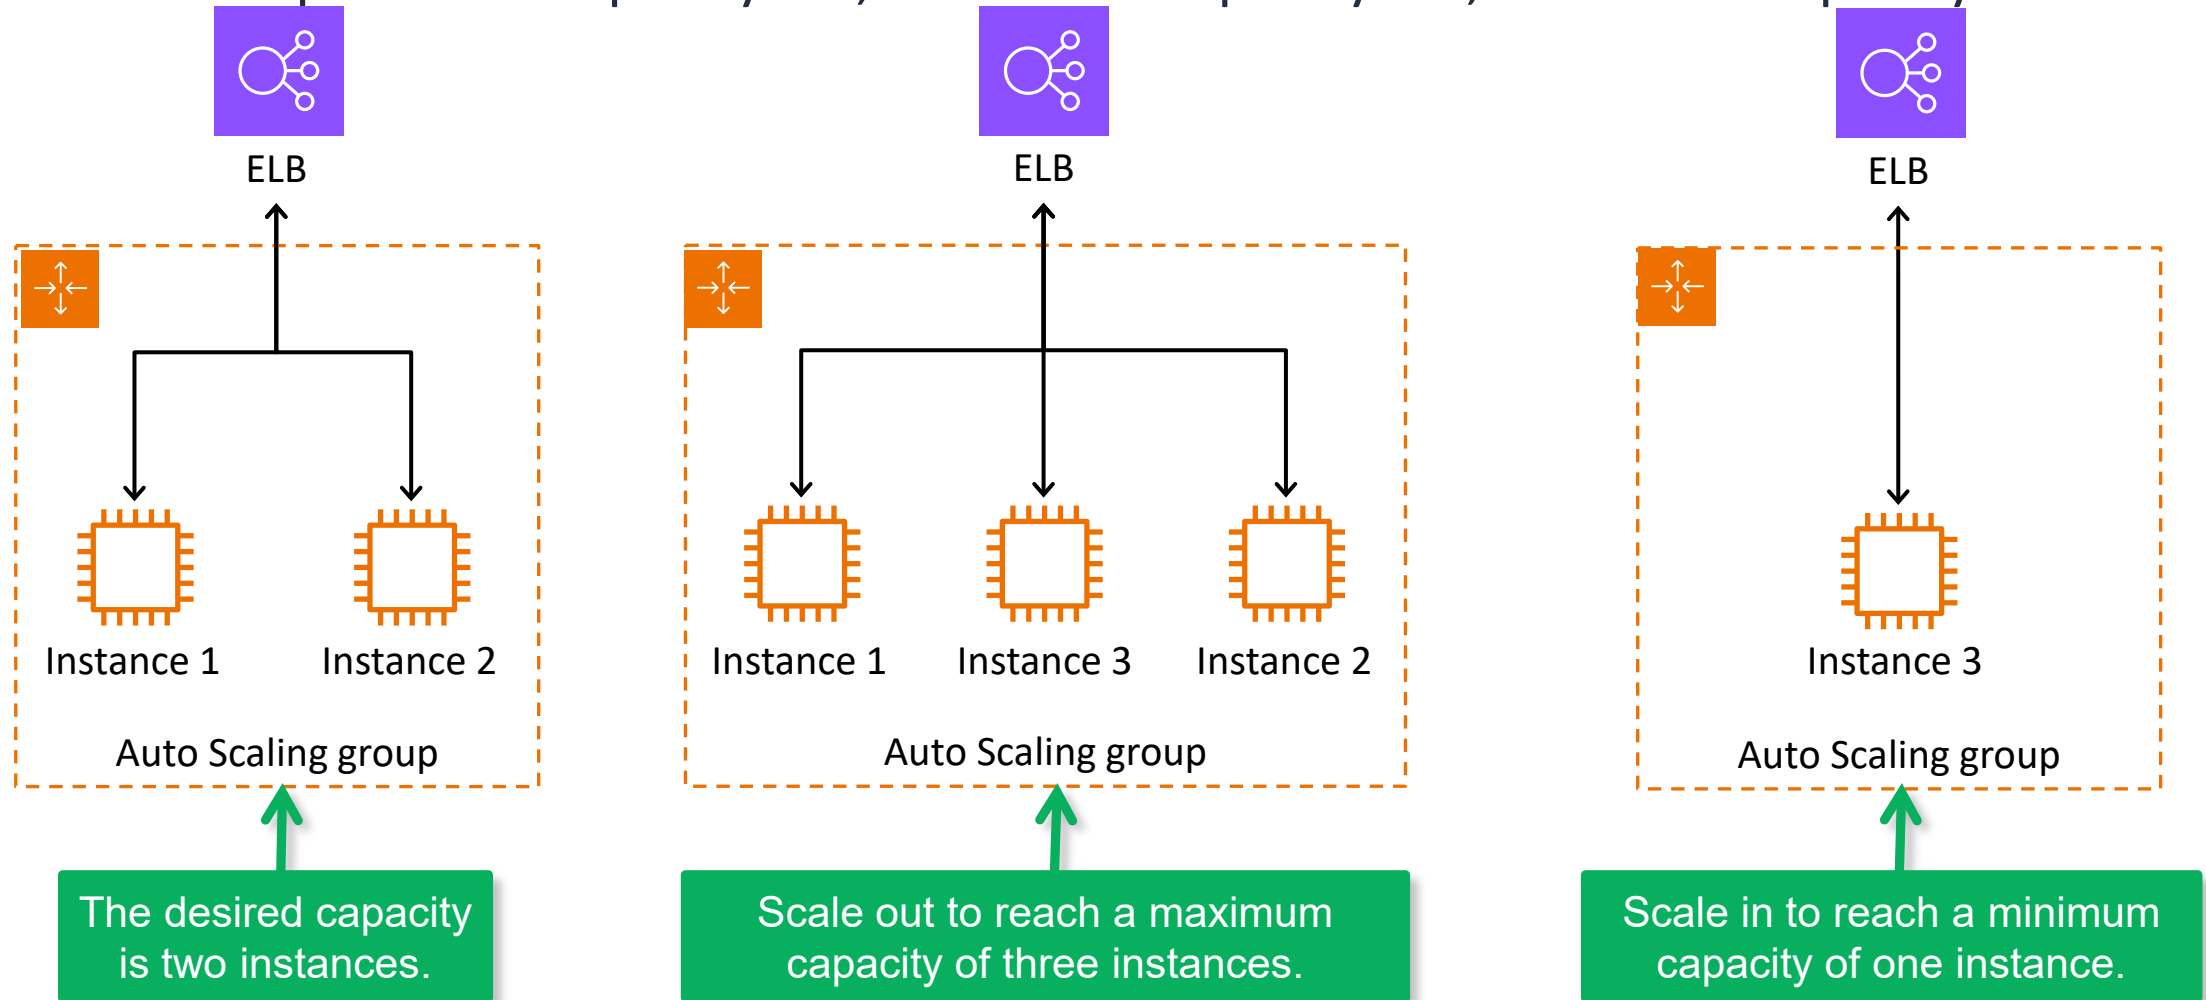 ELB
ELB
ELB
Instance 1
Instance 2
Auto Scaling group
Instance 1
Instance 3
Instance 2
Auto Scaling group
Instance 3
Auto Scaling group
The desired capacity
is two instances.
Scale out to reach a maximum
capacity of three instances.
Scale in to reach a minimum
capacity of one instance.